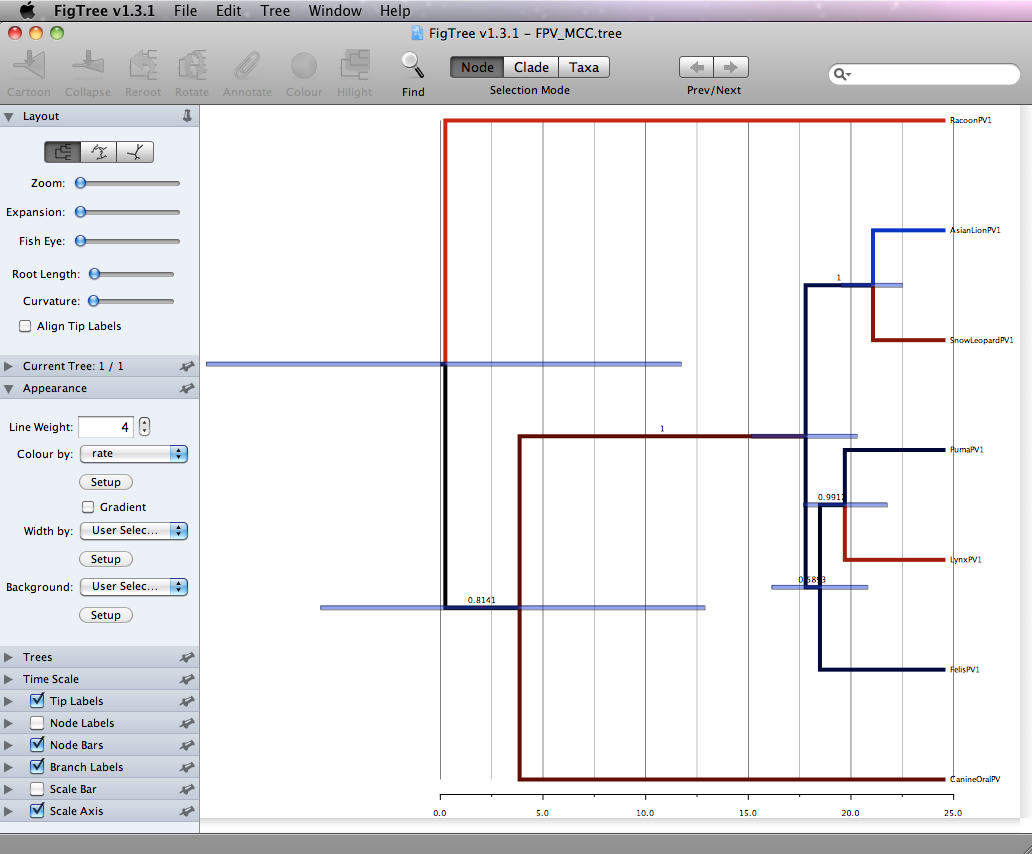 FigTree v1.3.1 File Edit Tree Window Help
FigTree v1.3.1 – FPV_MCC.tree
Node Clade Taxa
Cartoon Collapse Reroot Rotate Annotate Colour Hilight Find Selection Mode Prev/Next
Layout
Zoom:
Expansion:
Fish Eye:
Root Length:
Curvature:
Align Tip Labels
Current Tree: 1 / 1
Appearance
Line Weight: 4
Colour by: rate
Setup
Gradient
Width by: User Selec...
Setup
Background: User Selec...
Setup
Trees
Time Scale
Tip Labels
Node Labels
Node Bars
Branch Labels
Scale Bar
Scale Axis
RacoonPV1
AsianLionPV1
1
SnowLeopardPV1
1
PumaPV1
0.9917
LynxPV1
0.5893
0.8141
FelisPV1
CanineOralPV
0.0 5.0 10.0 15.0 20.0 25.0